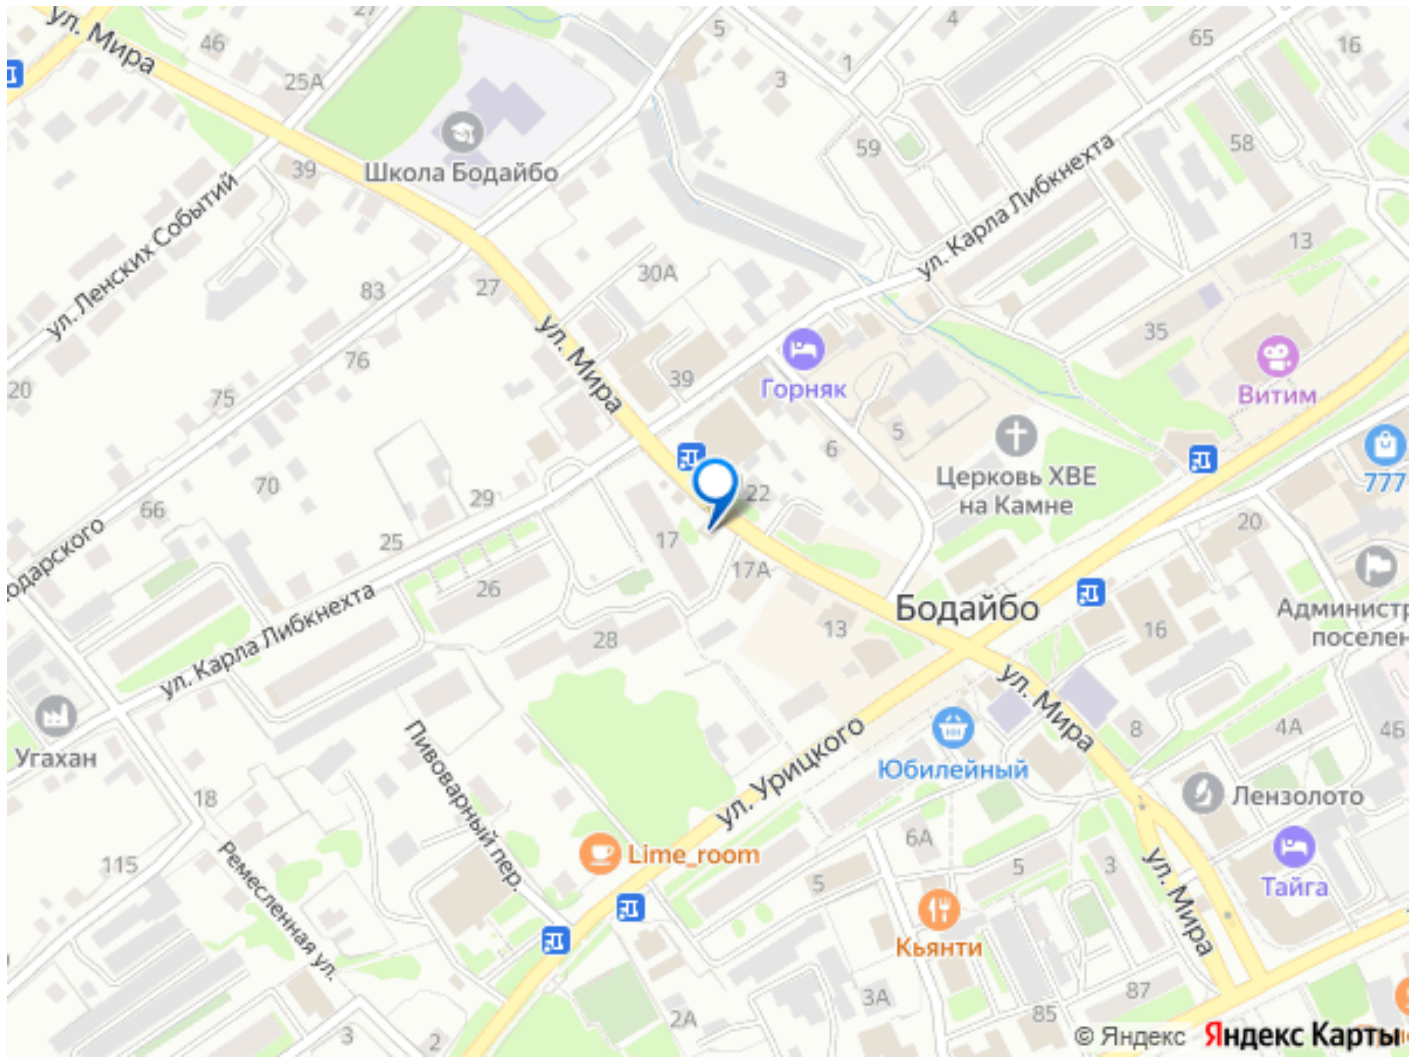 ул. Мира
27
46
25А
5
4
1
3
65
16
Школа Бодайбо
39
59
58
ул. Карла Либкнехта
ул. Ленских Событий
30А
27
83
13
35
20
76
75
ул. Мира
39
Горняк
Витим
5
6
Церковь ХВЕ
на Камне
777
70
66
29
22
25
17
17А
20
одарского
26
Бодайбо
Админист
поселен
ул. Карла Либкнехта
28
13
16
ул. Мира
Угахан
Пивоварный пер.
ул. Урицкого
Юбилейный
8
4А
4Б
18
Лензолото
115
Ремесленная ул.
Lime_room
6А
5
5
3
Тайга
ул. Мира
Кьянти
3
2
2А
3А
85
87
© Яндекс Яндекс Карты